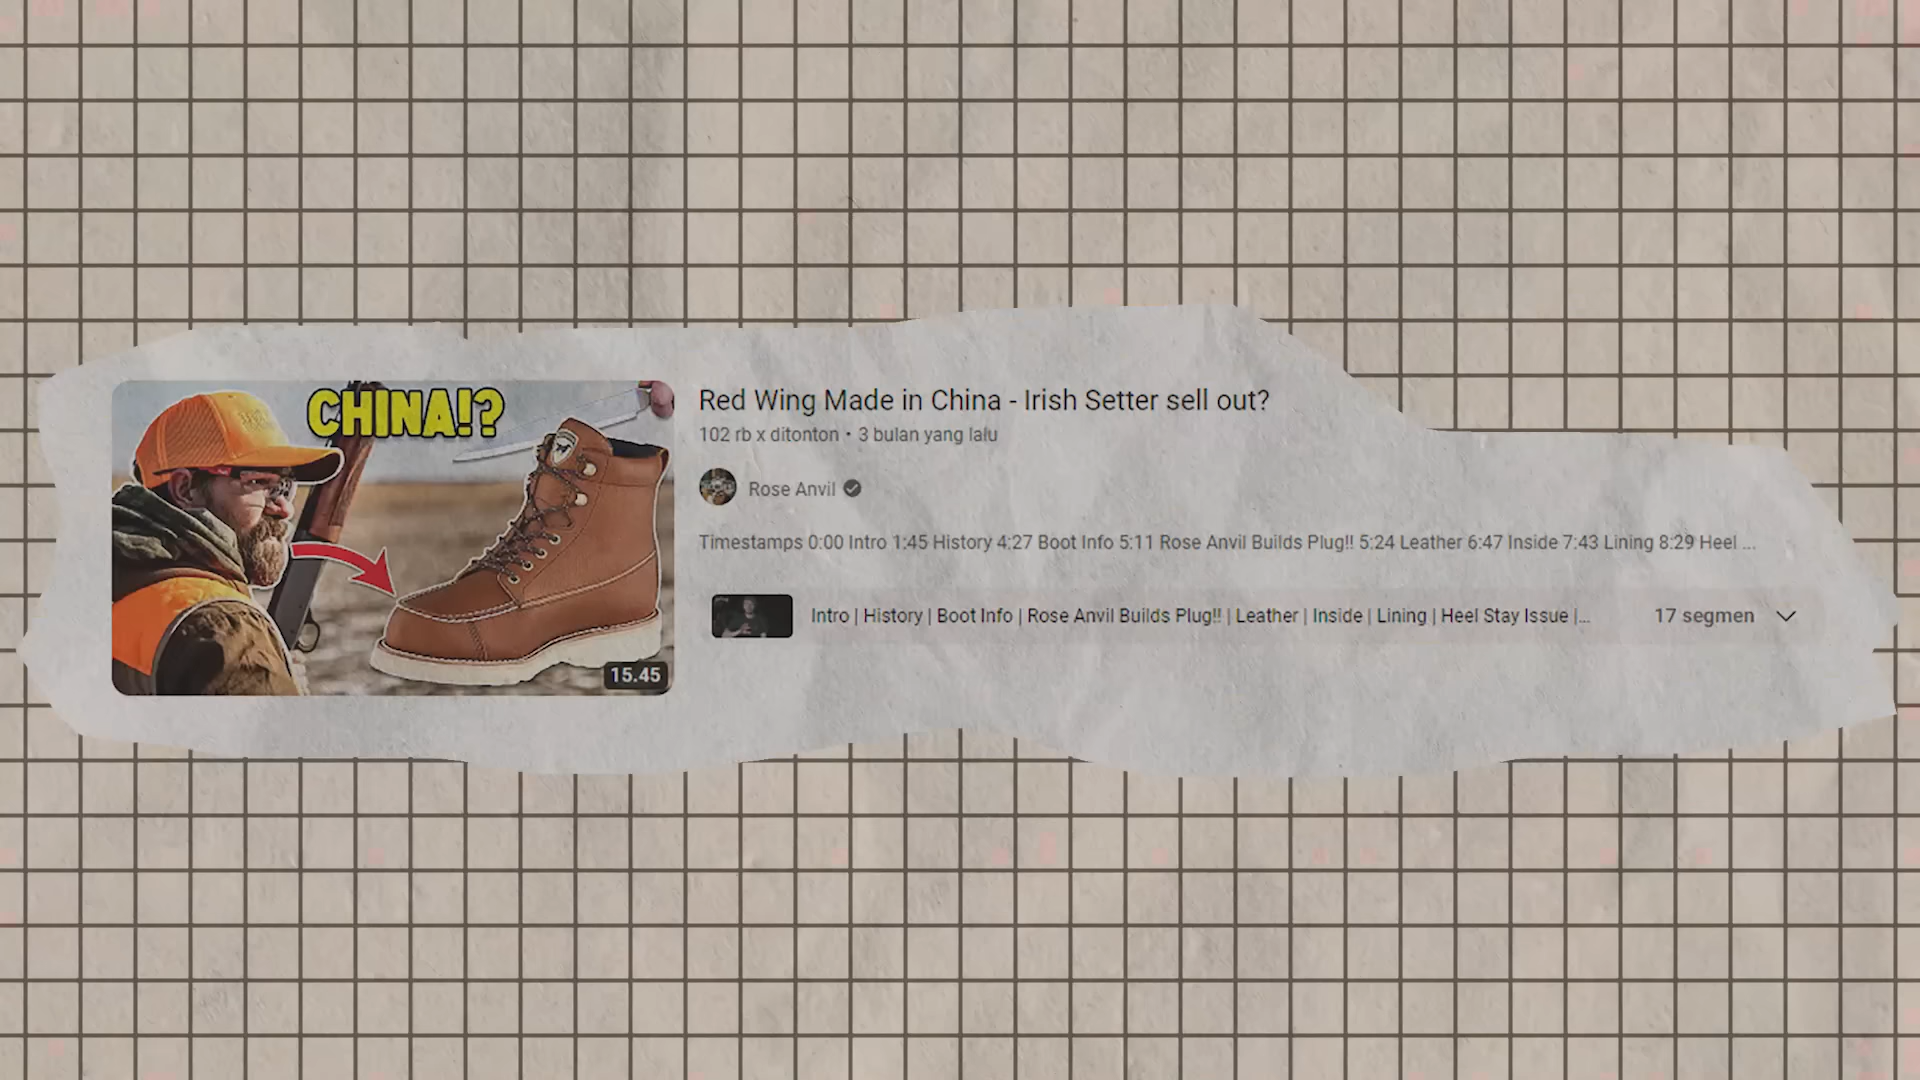 CHINA!?
15.45
Red Wing Made in China - Irish Setter sell out?
102 rb x ditonton • 3 bulan yang lalu
Rose Anvil
Timestamps 0:00 Intro 1:45 History 4:27 Boot Info 5:11 Rose Anvil Builds Plug!! 5:24 Leather 6:47 Inside 7:43 Lining 8:29 Heel ...
Intro | History | Boot Info | Rose Anvil Builds Plug!! | Leather | Inside | Lining | Heel Stay Issue |...
17 segmen